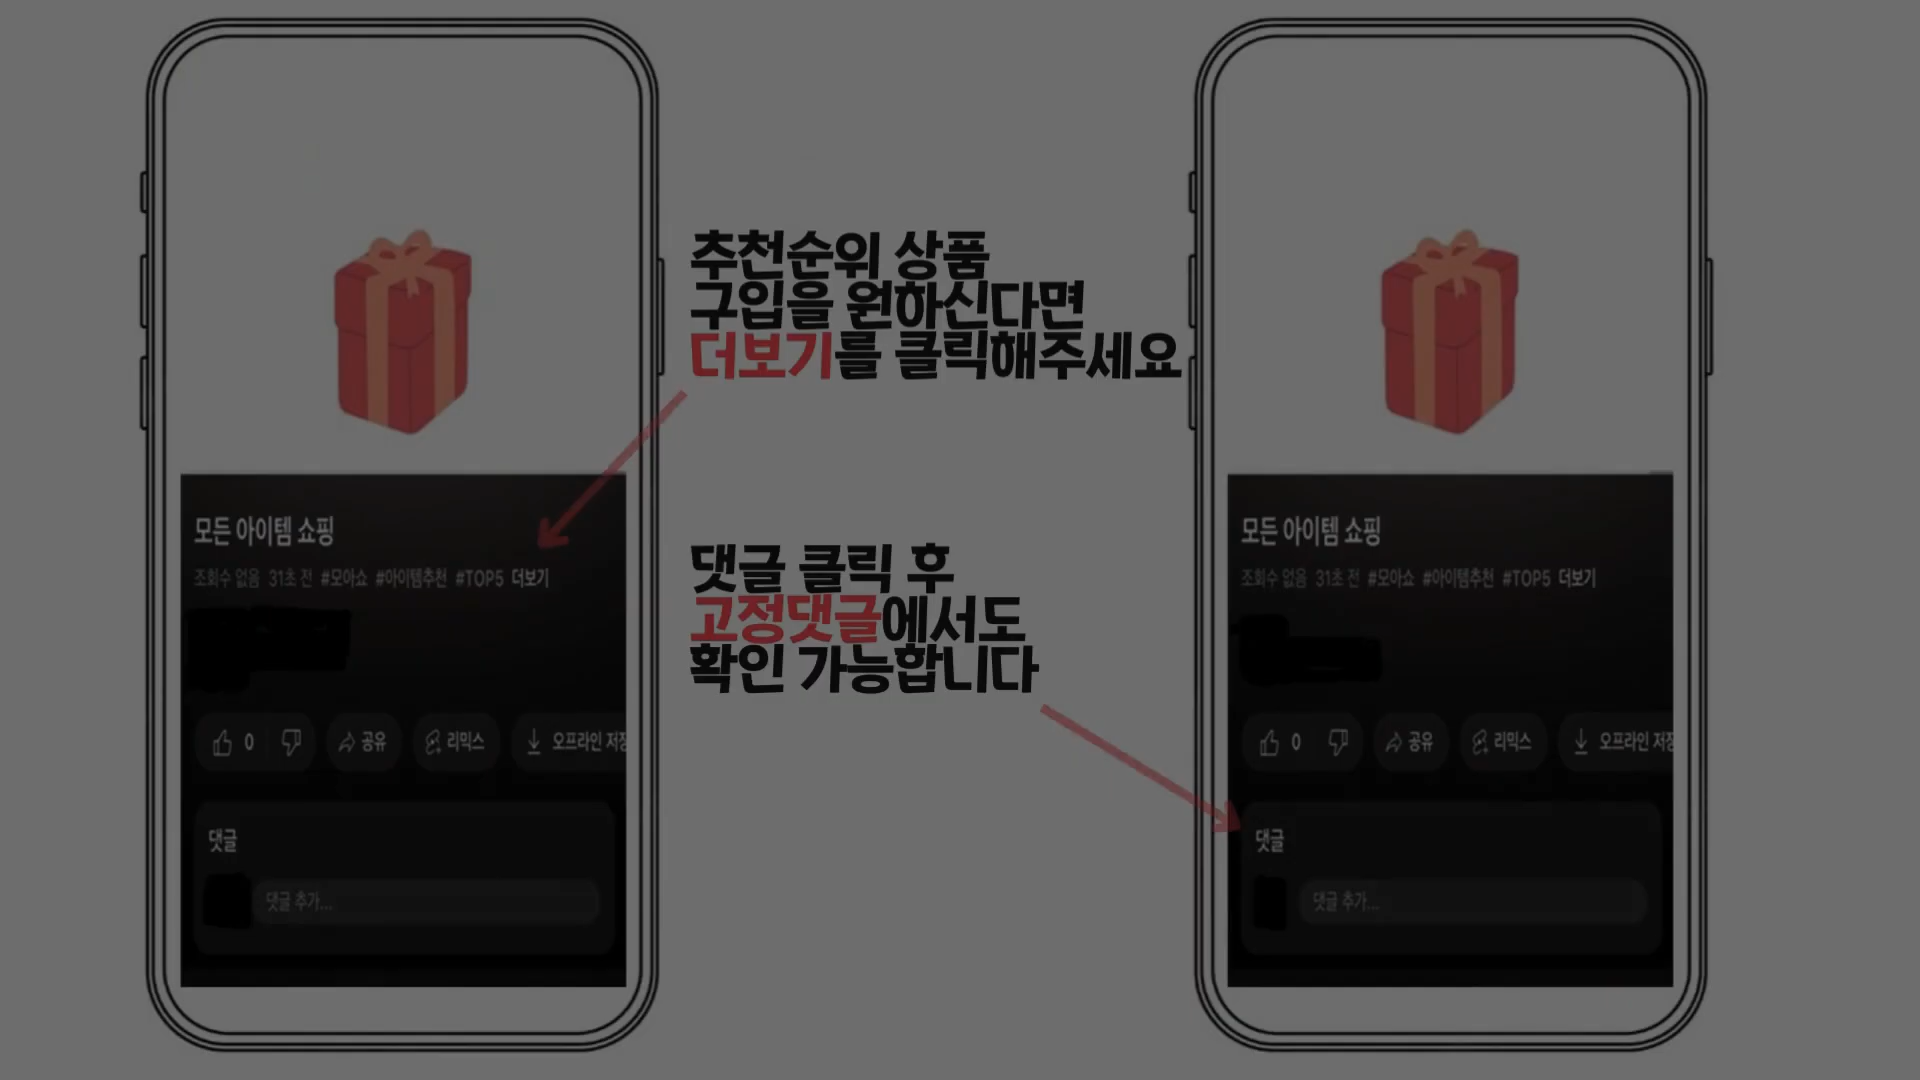 추천순위 상품
구입을 원하신다면
더보기를 클릭해주세요
댓글 클릭 후
고정댓글에서도
확인 가능합니다
모든 아이템 쇼핑
조회수 없음 31초 전 #모아쇼 #아이템추천 #TOP5 더보기
0 공유 리믹스 오프라인 저장
댓글
댓글 추가...
모든 아이템 쇼핑
조회수 없음 31초 전 #모아쇼 #아이템추천 #TOP5 더보기
0 공유 리믹스 오프라인 저장
댓글
댓글 추가...